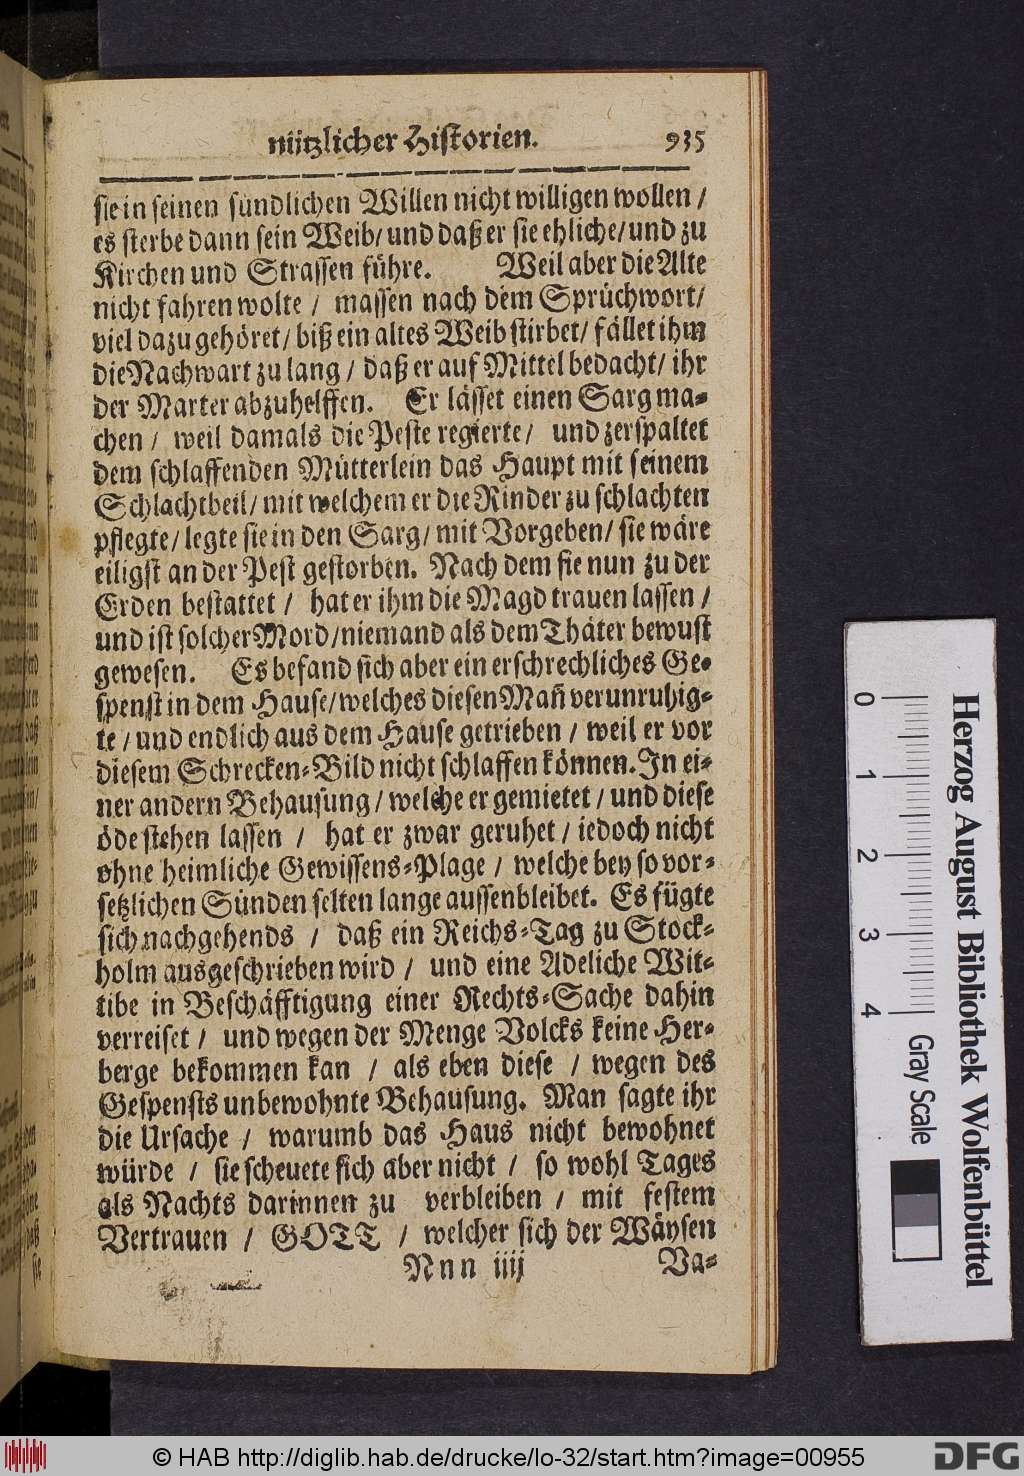 nützlicher Historien. 935
sie in seinen sündlichen Willen nicht willigen wollen /
es sterbe dann sein Weib / und daß er sie ehliche / und zu
Kirchen und Strassen führe. Weil aber die Alte
nicht fahren wolte / massen nach dem Sprüchwort /
viel dazu gehöret / biß ein altes Weib stirbet / fället ihm
die Nachwart zu lang / daß er auf Mittel bedacht / ihr
der Marter abzuhelffen. Er lässet einen Sarg ma=
chen / weil damals die Peste regierte / und zerspaltet
dem schlaffenden Mütterlein das Haupt mit seinem
Schlachtbeil / mit welchem er die Rinder zu schlachten
pflegte / legte sie in den Sarg / mit Vorgeben / sie wäre
eiligst an der Pest gestorben. Nach dem sie nun zu der
Erden bestattet / hat er ihm die Magd trauen lassen /
und ist solcher Mord / niemand als dem Thäter bewust
gewesen. Es befand sich aber ein erschrechliches Ge=
spenst in dem Hause / welches diesen Mañ verunruhig=
te / und endlich aus dem Hause getrieben / weil er vor
diesem Schrecken=Bild nicht schlaffen können. In ei=
ner andern Behausung / welche er gemietet / und diese
öde stehen lassen / hat er zwar geruhet / iedoch nicht
ohne heimliche Gewissens=Plage / welche bey so vor=
setzlichen Sünden selten lange aussenbleibet. Es fügte
sich nachgehends / daß ein Reichs=Tag zu Stock=
holm ausgeschrieben wird / und eine Adeliche Wit=
tibe in Beschäfftigung einer Rechts=Sache dahin
verreiset / und wegen der Menge Volcks keine Her=
berge bekommen kan / als eben diese / wegen des
Gespensts unbewohnte Behausung. Man sagte ihr
die Ursache / warumb das Haus nicht bewohnet
würde / sie scheuete sich aber nicht / so wohl Tages
als Nachts darinnen zu verbleiben / mit festem
Vertrauen / GOTT / welcher sich der Wäysen
Nnn iiij Va=
0 1 2 3 4 Gray Scale
Herzog August Bibliothek Wolfenbüttel
© HAB http://diglib.hab.de/drucke/lo-32/start.htm?image=00955
DFG